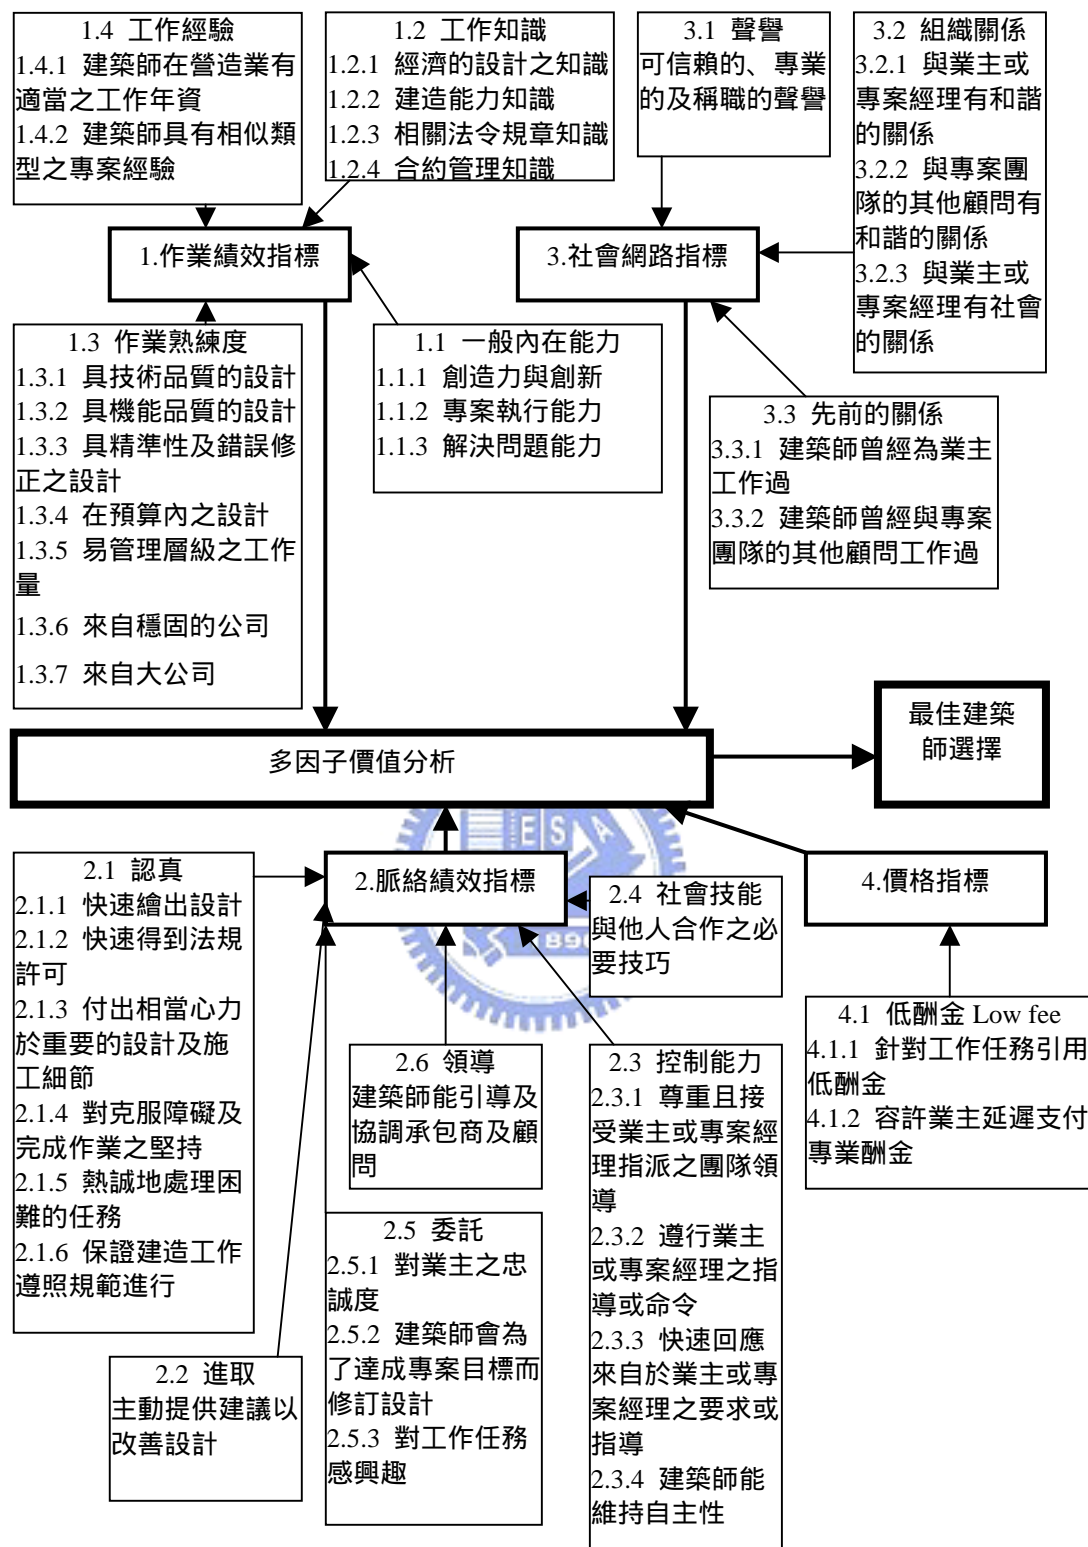 1.4 工作經驗
1.4.1 建築師在營造業有
適當之工作年資
1.4.2 建築師具有相似類
型之專案經驗
1.2 工作知識
1.2.1 經濟的設計之知識
1.2.2 建造能力知識
1.2.3 相關法令規章知識
1.2.4 合約管理知識
3.1 聲譽
可信賴的、專業
的及稱職的聲譽
3.2 組織關係
3.2.1 與業主或
專案經理有和諧
的關係
3.2.2 與專案團
隊的其他顧問有
和諧的關係
3.2.3 與業主或
專案經理有社會
的關係
1.作業績效指標
3.社會網路指標
1.3 作業熟練度
1.3.1 具技術品質的設計
1.3.2 具機能品質的設計
1.3.3 具精準性及錯誤修
正之設計
1.3.4 在預算內之設計
1.3.5 易管理層級之工作
量
1.3.6 來自穩固的公司
1.3.7 來自大公司
1.1 一般內在能力
1.1.1 創造力與創新
1.1.2 專案執行能力
1.1.3 解決問題能力
3.3 先前的關係
3.3.1 建築師曾經為業主
工作過
3.3.2 建築師曾經與專案
團隊的其他顧問工作過
多因子價值分析
最佳建築
師選擇
ESA
2.1 認真
2.1.1 快速繪出設計
2.1.2 快速得到法規
許可
2.1.3 付出相當心力
於重要的設計及施
工細節
2.1.4 對克服障礙及
完成作業之堅持
2.1.5 熱誠地處理困
難的任務
2.1.6 保證建造工作
遵照規範進行
2.脈絡績效指標
2.4 社會技能
與他人合作之必
要技巧
4.價格指標
189
2.6 領導
建築師能引導及
協調承包商及顧
問
2.3 控制能力
2.3.1 尊重且接
受業主或專案經
理指派之團隊領
導
2.3.2 遵行業主
或專案經理之指
導或命令
2.3.3 快速回應
來自於業主或專
案經理之要求或
指導
2.3.4 建築師能
維持自主性
4.1 低酬金 Low fee
4.1.1 針對工作任務引用
低酬金
4.1.2 容許業主延遲支付
專業酬金
2.5 委託
2.5.1 對業主之忠
誠度
2.5.2 建築師會為
了達成專案目標而
修訂設計
2.5.3 對工作任務
感興趣
2.2 進取
主動提供建議以
改善設計